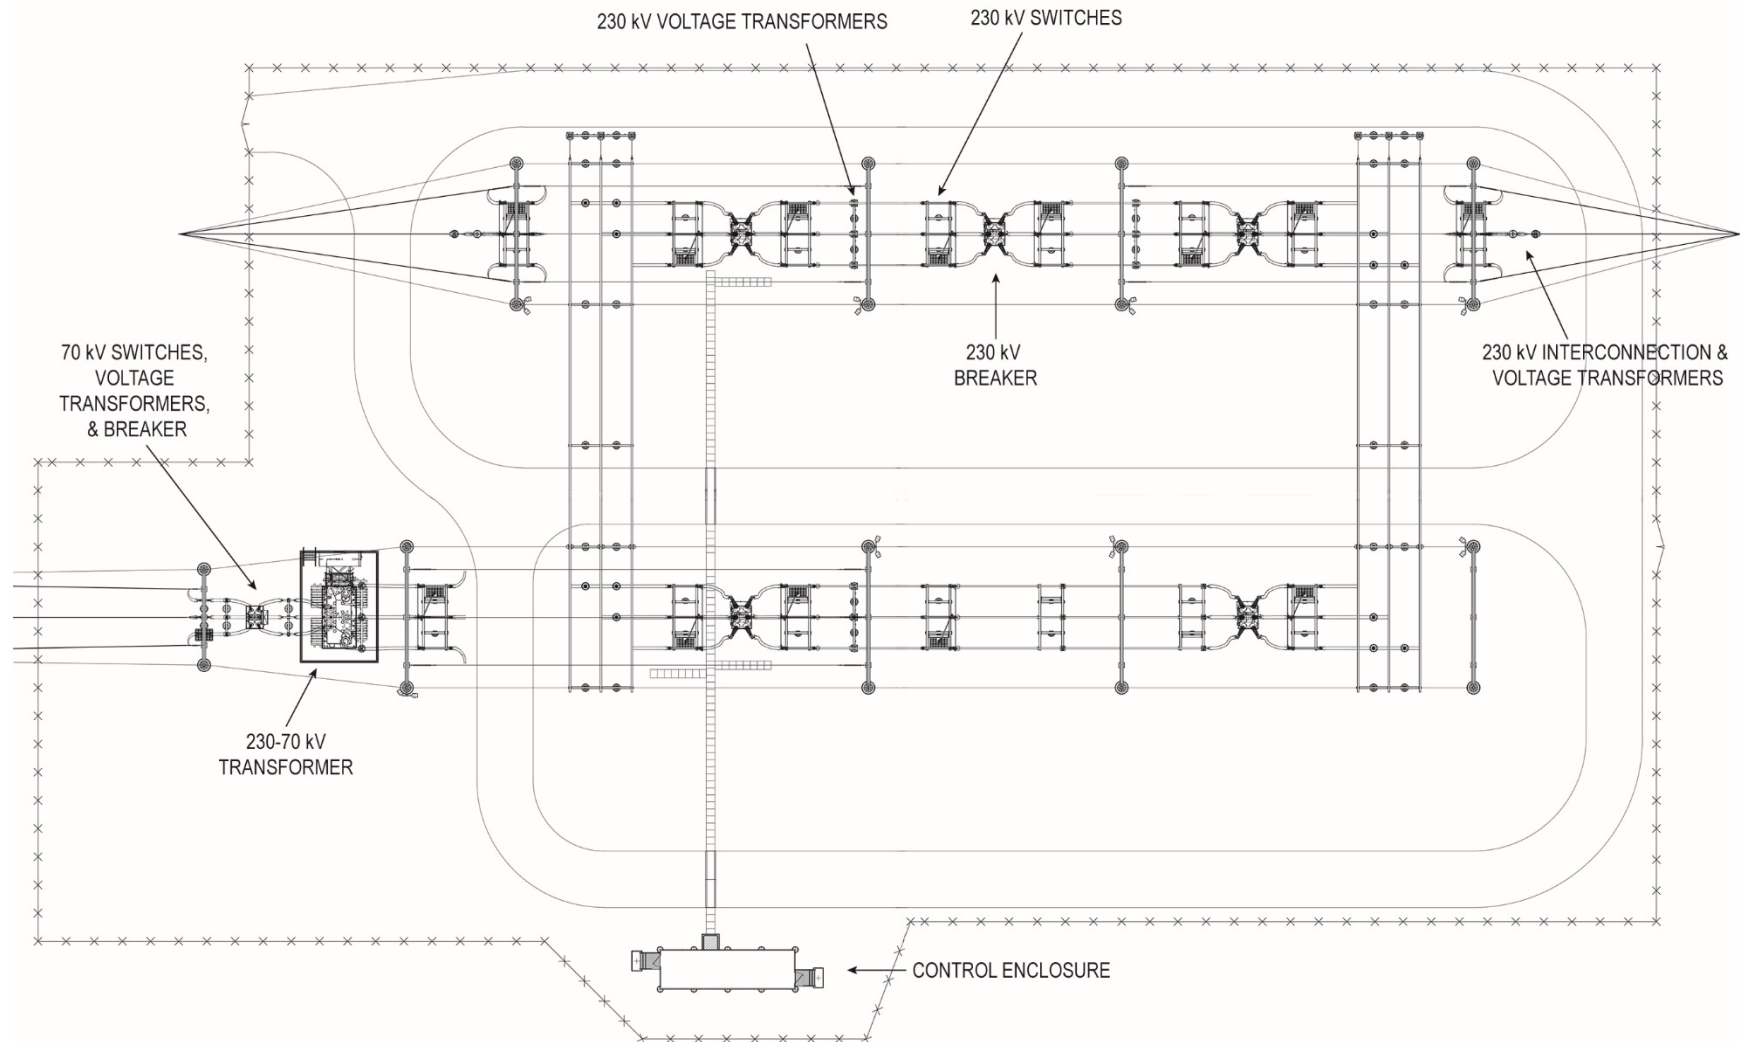 230 kV VOLTAGE TRANSFORMERS
230 kV SWITCHES
70 kV SWITCHES,
VOLTAGE
TRANSFORMERS,
& BREAKER
230 kV
BREAKER
230 kV INTERCONNECTION &
VOLTAGE TRANSFORMERS
230-70 kV
TRANSFORMER
CONTROL ENCLOSURE